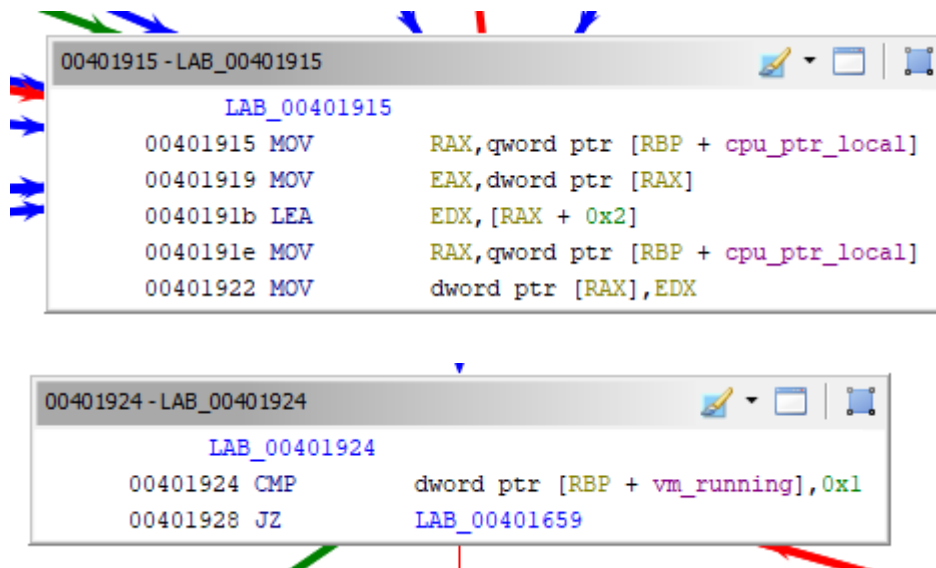 00401915 - LAB_00401915
LAB_00401915
00401915 MOV RAX,qword ptr [RBP + cpu_ptr_local]
00401919 MOV EAX,dword ptr [RAX]
0040191b LEA EDX,[RAX + 0x2]
0040191e MOV RAX,qword ptr [RBP + cpu_ptr_local]
00401922 MOV dword ptr [RAX],EDX
00401924 - LAB_00401924
LAB_00401924
00401924 CMP dword ptr [RBP + vm_running],0x1
00401928 JZ LAB_00401659